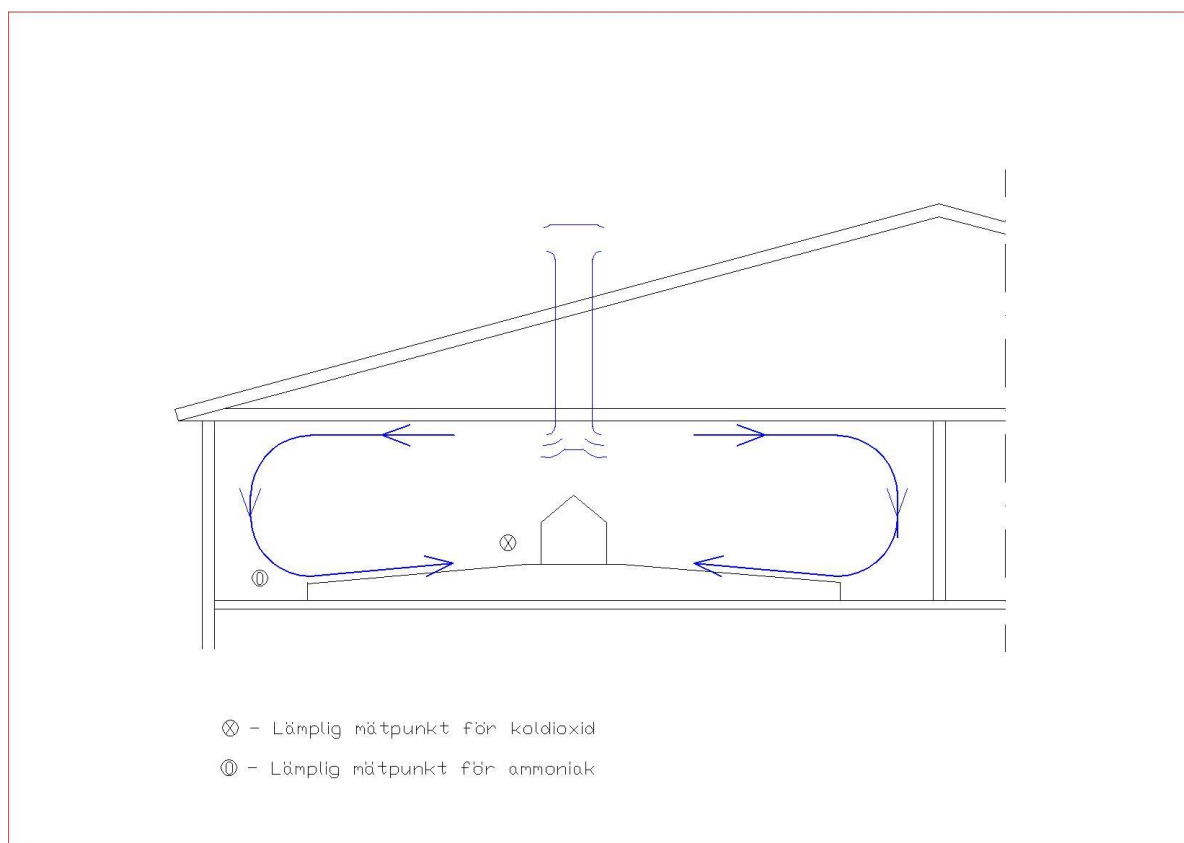 ⊗ - Lämplig mätpunkt för koldioxid
⓪ - Lämplig mätpunkt för ammoniak